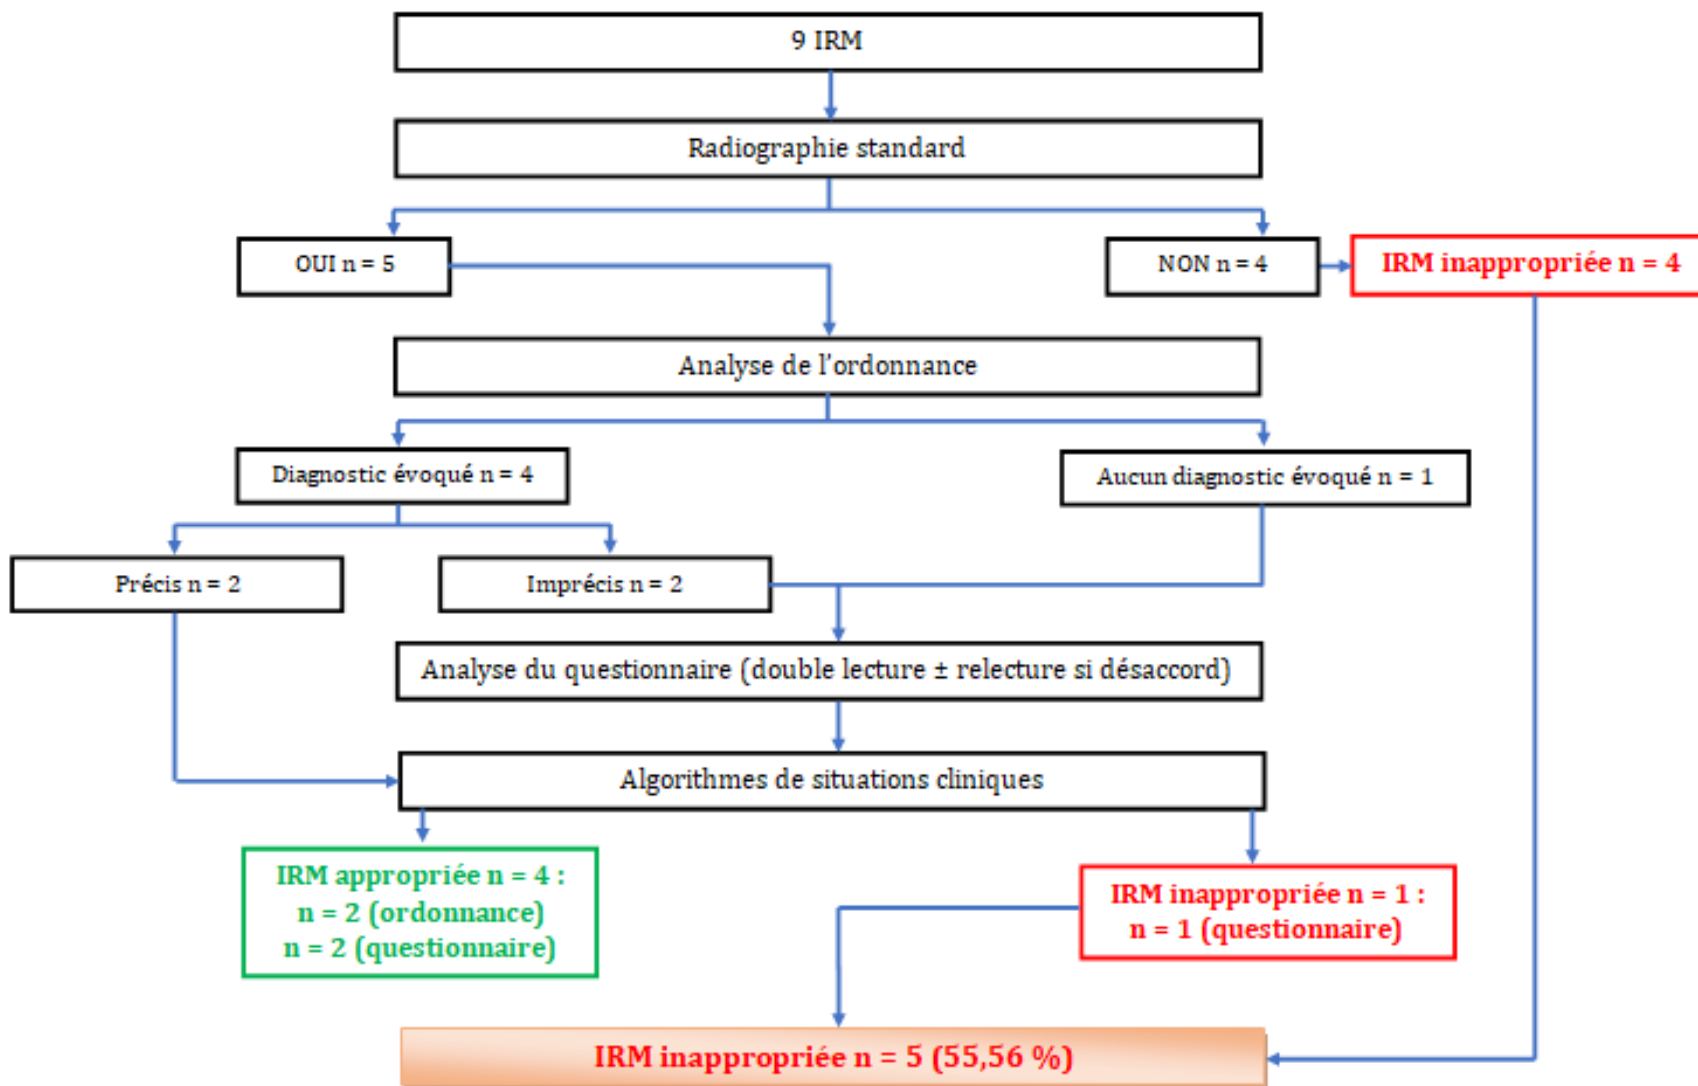 9 IRM
Radiographie standard
OUI n = 5
NON n = 4
IRM inappropriée n = 4
Analyse de l'ordonnance
Diagnostic évoqué n = 4
Aucun diagnostic évoqué n = 1
Précis n = 2
Imprécis n = 2
Analyse du questionnaire (double lecture ± relecture si désaccord)
Algorithmes de situations cliniques
IRM appropriée n = 4 :
n = 2 (ordonnance)
n = 2 (questionnaire)
IRM inappropriée n = 1 :
n = 1 (questionnaire)
IRM inappropriée n = 5 (55,56 %)